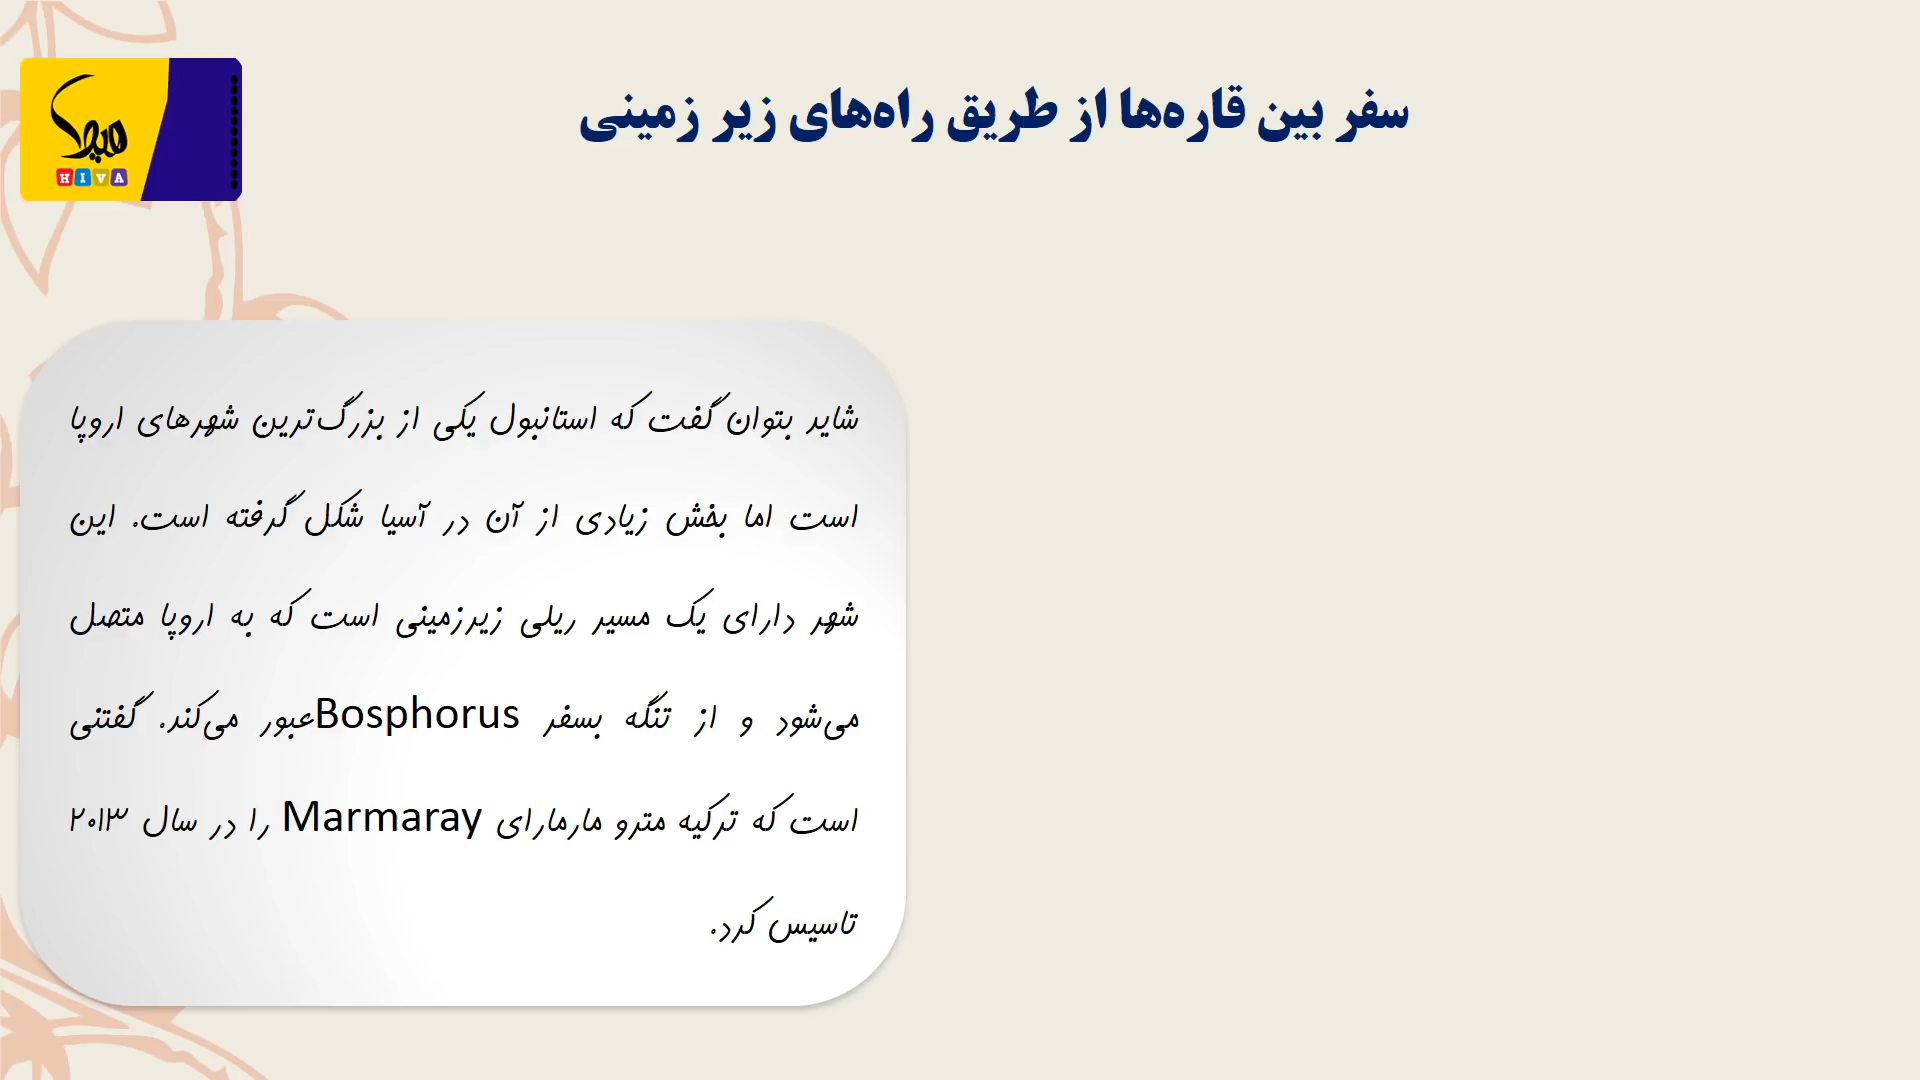 هیوا
HIVA
سفر بین قاره‌ها از طریق راه‌های زیر زمینی
شاید بتوان گفت که استانبول یکی از بزرگ‌ترین شهرهای اروپا
است اما بخش زیادی از آن در آسیا شکل گرفته است. این
شهر دارای یک مسیر ریلی زیرزمینی است که به اروپا متصل
می‌شود و از تنگه بسفر Bosphorusعبور می‌کند. گفتنی
است که ترکیه مترو مارمارای Marmaray را در سال ۲۰۱۳
تاسیس کرد.